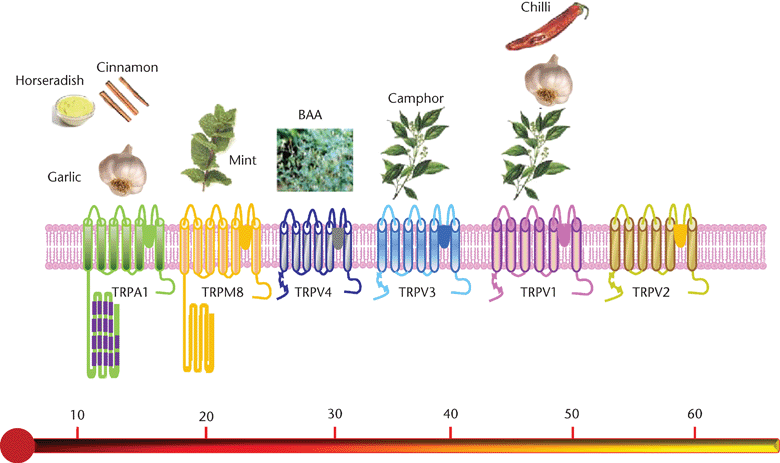 Chilli
Cinnamon
Horseradish
BAA
Camphor
Mint
Garlic
TRPA1
TRPM8
TRPV4
TRPV3
TRPV1
TRPV2
10
20
30
40
50
60